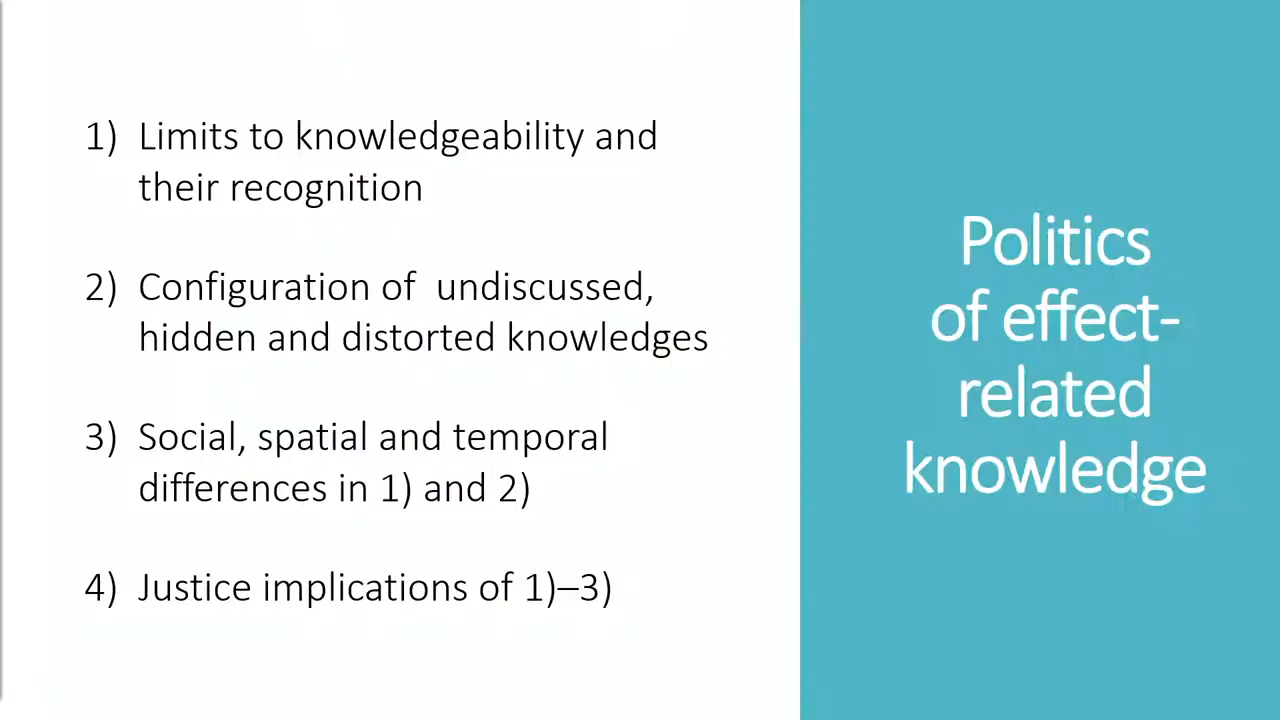 1) Limits to knowledgeability and
their recognition
2) Configuration of  undiscussed,
hidden and distorted knowledges
3) Social, spatial and temporal
differences in 1) and 2)
4) Justice implications of 1)–3)
Politics
of effect-
related
knowledge